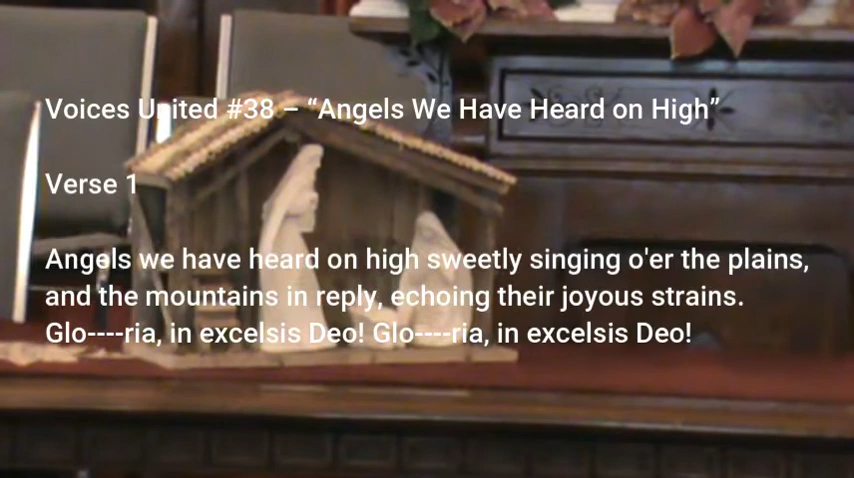 Voices United #38 – “Angels We Have Heard on High”
Verse 1
Angels we have heard on high sweetly singing o'er the plains,
and the mountains in reply, echoing their joyous strains.
Glo----ria, in excelsis Deo! Glo----ria, in excelsis Deo!